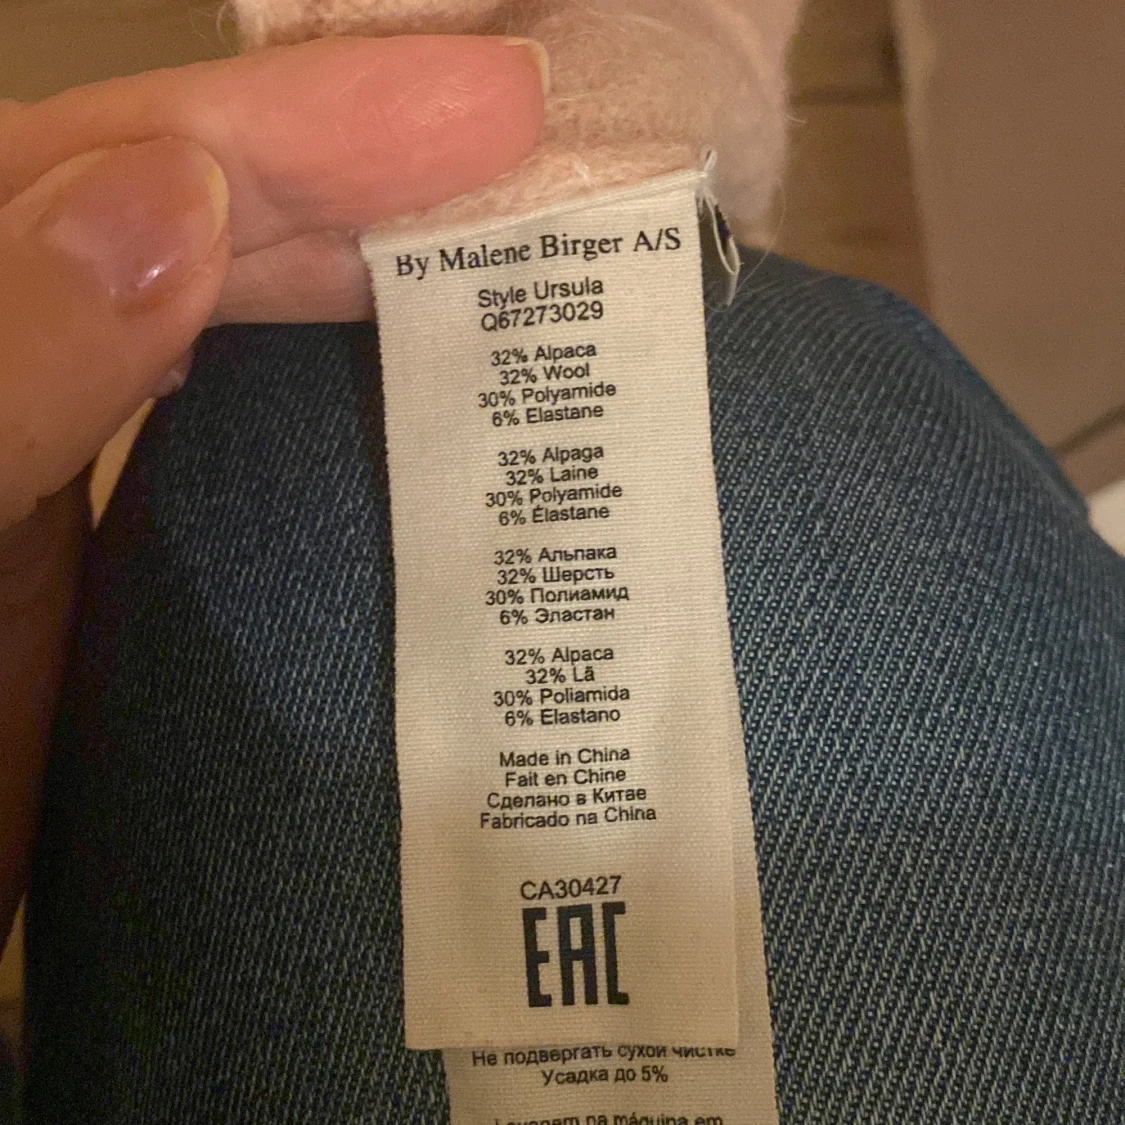 By Malene Birger A/S
Style Ursula
Q67273029
32% Alpaca
32% Wool
30% Polyamide
6% Elastane
32% Alpaga
32% Laine
30% Polyamide
6% Élastane
32% Альпака
32% Шерсть
30% Полиамид
6% Эластан
32% Alpaca
32% Lã
30% Poliamida
6% Elastano
Made in China
Fait en Chine
Сделано в Китае
Fabricado na China
CA30427
EAC
Не подвергать сухой чистке
Усадка до 5%
na máquina em